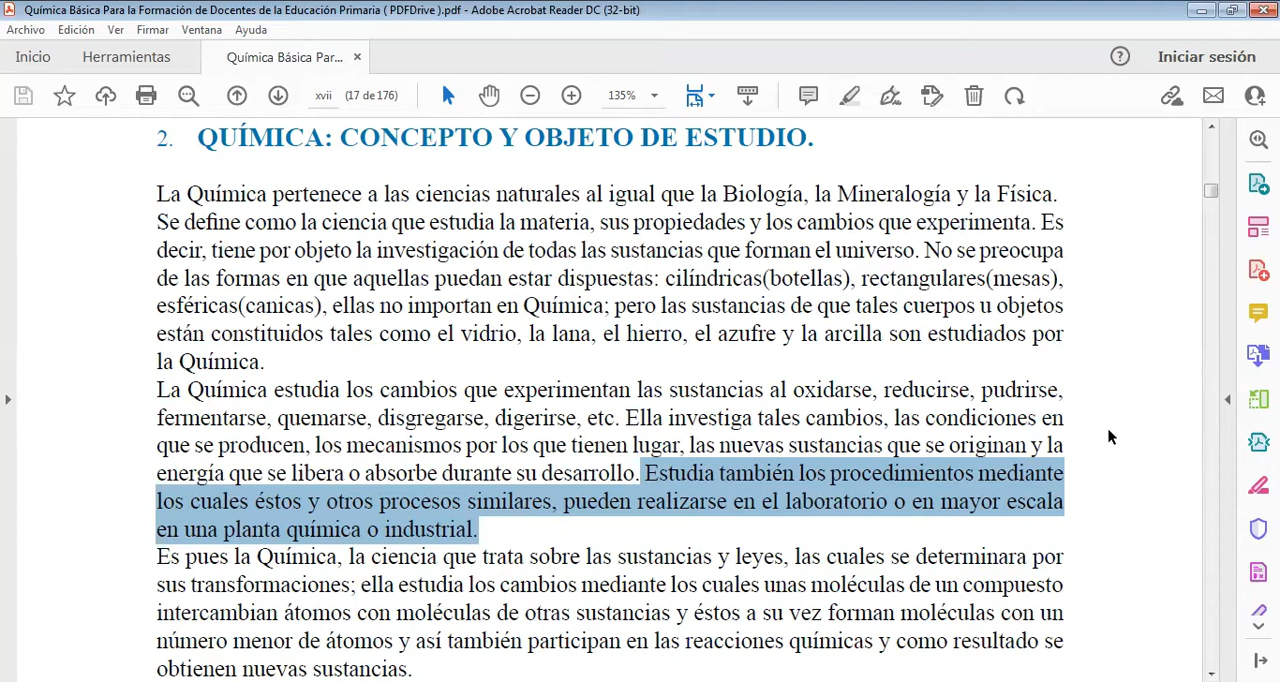 Química Básica Para la Formación de Docentes de la Educación Primaria ( PDFDrive ).pdf - Adobe Acrobat Reader DC (32-bit)
Archivo Edición Ver Firmar Ventana Ayuda
Inicio Herramientas Química Básica Par... × ? Iniciar sesión
xvii (17 de 176) 135%
2. QUÍMICA: CONCEPTO Y OBJETO DE ESTUDIO.
La Química pertenece a las ciencias naturales al igual que la Biología, la Mineralogía y la Física.
Se define como la ciencia que estudia la materia, sus propiedades y los cambios que experimenta. Es
decir, tiene por objeto la investigación de todas las sustancias que forman el universo. No se preocupa
de las formas en que aquellas puedan estar dispuestas: cilíndricas(botellas), rectangulares(mesas),
esféricas(canicas), ellas no importan en Química; pero las sustancias de que tales cuerpos u objetos
están constituidos tales como el vidrio, la lana, el hierro, el azufre y la arcilla son estudiados por
la Química.
La Química estudia los cambios que experimentan las sustancias al oxidarse, reducirse, pudrirse,
fermentarse, quemarse, disgregarse, digerirse, etc. Ella investiga tales cambios, las condiciones en
que se producen, los mecanismos por los que tienen lugar, las nuevas sustancias que se originan y la
energía que se libera o absorbe durante su desarrollo. Estudia también los procedimientos mediante
los cuales éstos y otros procesos similares, pueden realizarse en el laboratorio o en mayor escala
en una planta química o industrial.
Es pues la Química, la ciencia que trata sobre las sustancias y leyes, las cuales se determinara por
sus transformaciones; ella estudia los cambios mediante los cuales unas moléculas de un compuesto
intercambian átomos con moléculas de otras sustancias y éstos a su vez forman moléculas con un
número menor de átomos y así también participan en las reacciones químicas y como resultado se
obtienen nuevas sustancias.